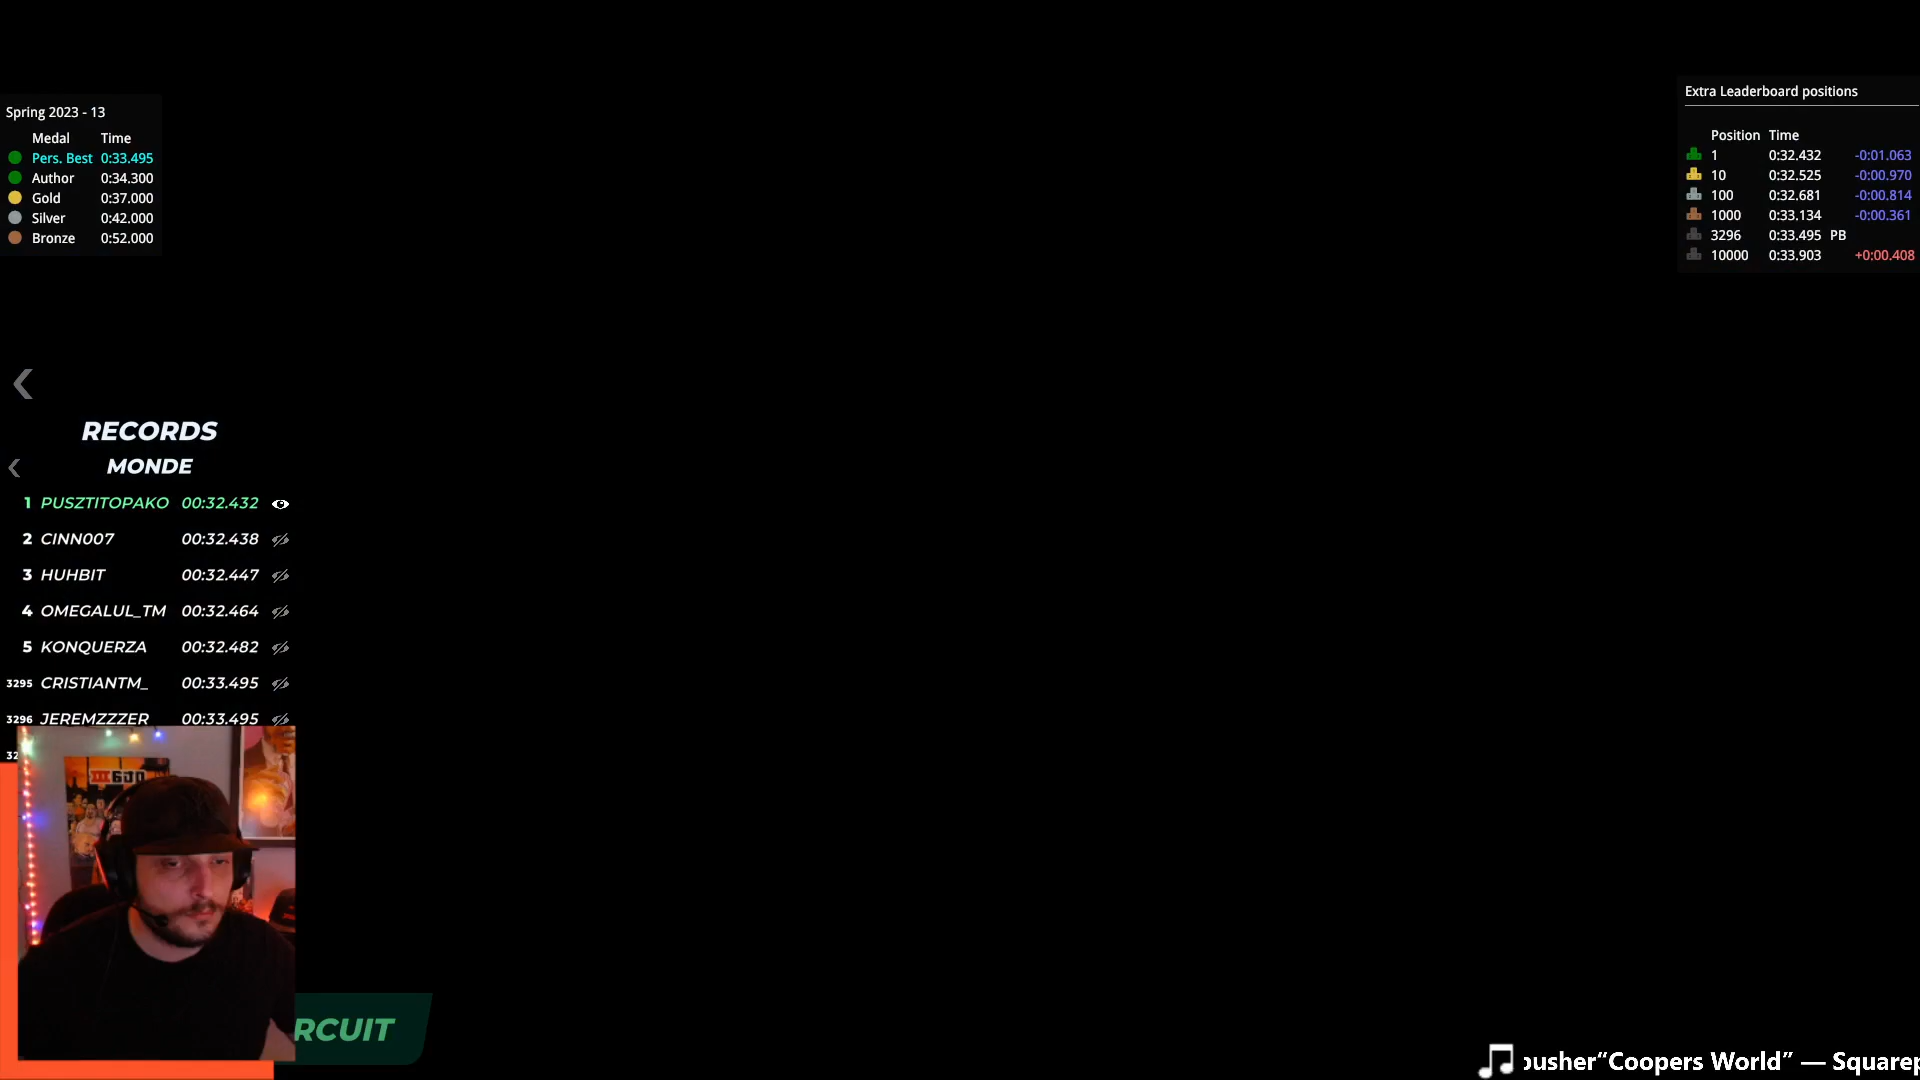 Spring 2023 - 13
Medal Time
Pers. Best 0:33.495
Author 0:34.300
Gold 0:37.000
Silver 0:42.000
Bronze 0:52.000
Extra Leaderboard positions
Position Time
1 0:32.432 -0:01.063
10 0:32.525 -0:00.970
100 0:32.681 -0:00.814
1000 0:33.134 -0:00.361
3296 0:33.495 PB
10000 0:33.903 +0:00.408
RECORDS
MONDE
1 PUSZTITOPAKO 00:32.432
2 CINN007 00:32.438
3 HUHBIT 00:32.447
4 OMEGALUL_TM 00:32.464
5 KONQUERZA 00:32.482
3295 CRISTIANTM_ 00:33.495
3296 JEREMZZZER 00:33.495
32
RCUIT
pusher“Coopers World” — Squarep